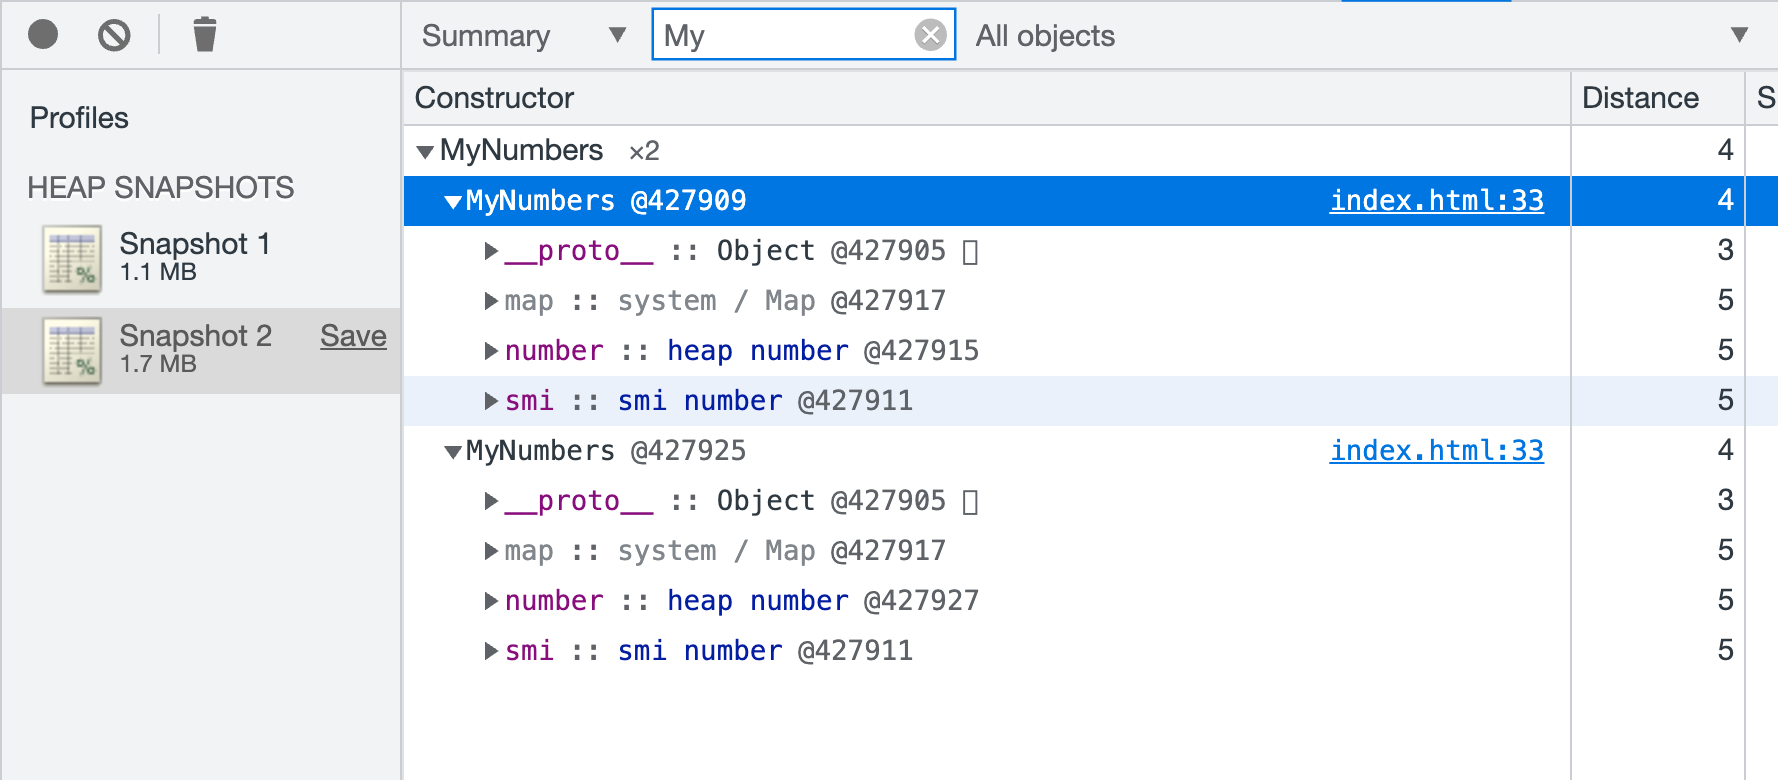 Summary ▼ My All objects ▼
Profiles
HEAP SNAPSHOTS
Snapshot 1
1.1 MB
Snapshot 2 Save
1.7 MB
Constructor Distance S
▼MyNumbers ×2 4
▼MyNumbers @427909 index.html:33 4
▶__proto__ :: Object @427905 ▯ 3
▶map :: system / Map @427917 5
▶number :: heap number @427915 5
▶smi :: smi number @427911 5
▼MyNumbers @427925 index.html:33 4
▶__proto__ :: Object @427905 ▯ 3
▶map :: system / Map @427917 5
▶number :: heap number @427927 5
▶smi :: smi number @427911 5